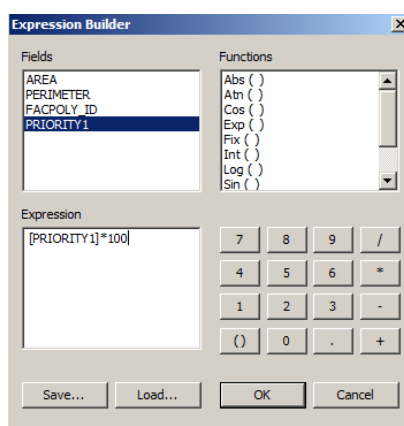 Expression Builder
Fields
Functions
AREA
PERIMETER
FACPOLY_ID
PRIORITY1
Abs ( )
Atn ( )
Cos ( )
Exp ( )
Fix ( )
Int ( )
Log ( )
Sin ( )
Expression
[PRIORITY1]*100
7 8 9 /
4 5 6 *
1 2 3 -
( ) 0 . +
Save... Load... OK Cancel